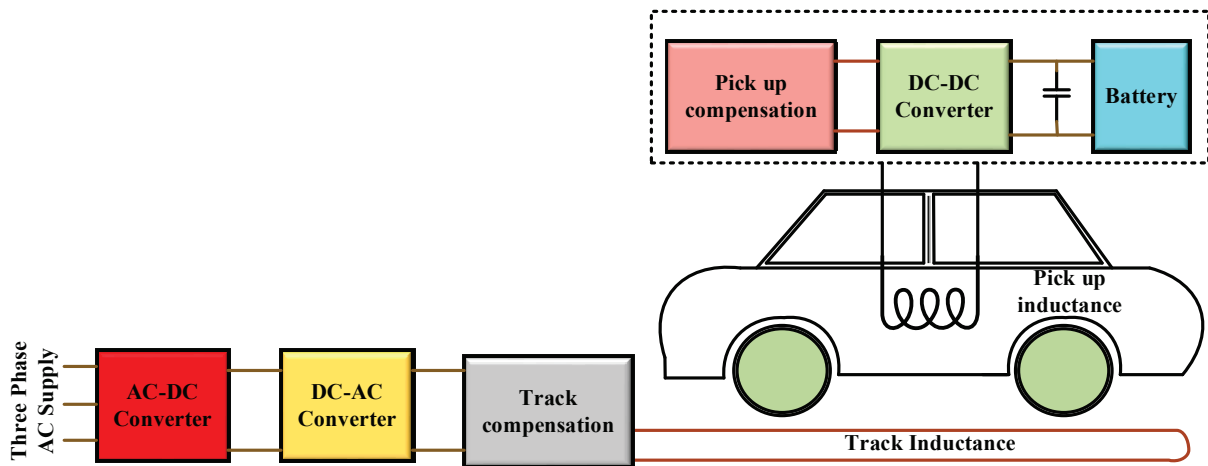 Pick up
compensation
DC-DC
Converter
Battery
Pick up
inductance
Three Phase
AC Supply
AC-DC
Converter
DC-AC
Converter
Track
compensation
Track Inductance